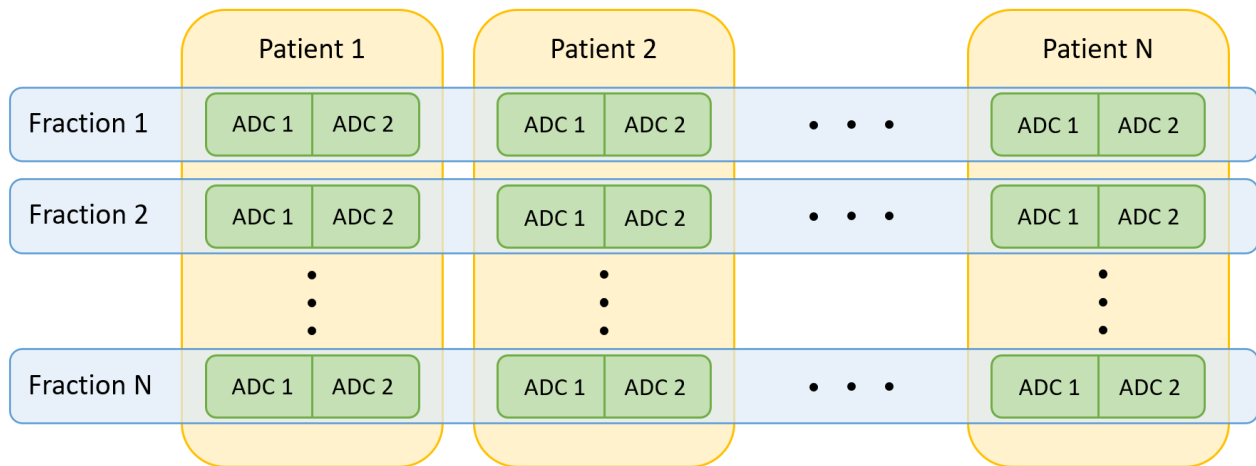 Patient 1 Patient 2 Patient N
Fraction 1 ADC 1 ADC 2 ADC 1 ADC 2 • • • ADC 1 ADC 2
Fraction 2 ADC 1 ADC 2 ADC 1 ADC 2 • • • ADC 1 ADC 2
Fraction N ADC 1 ADC 2 ADC 1 ADC 2 • • • ADC 1 ADC 2